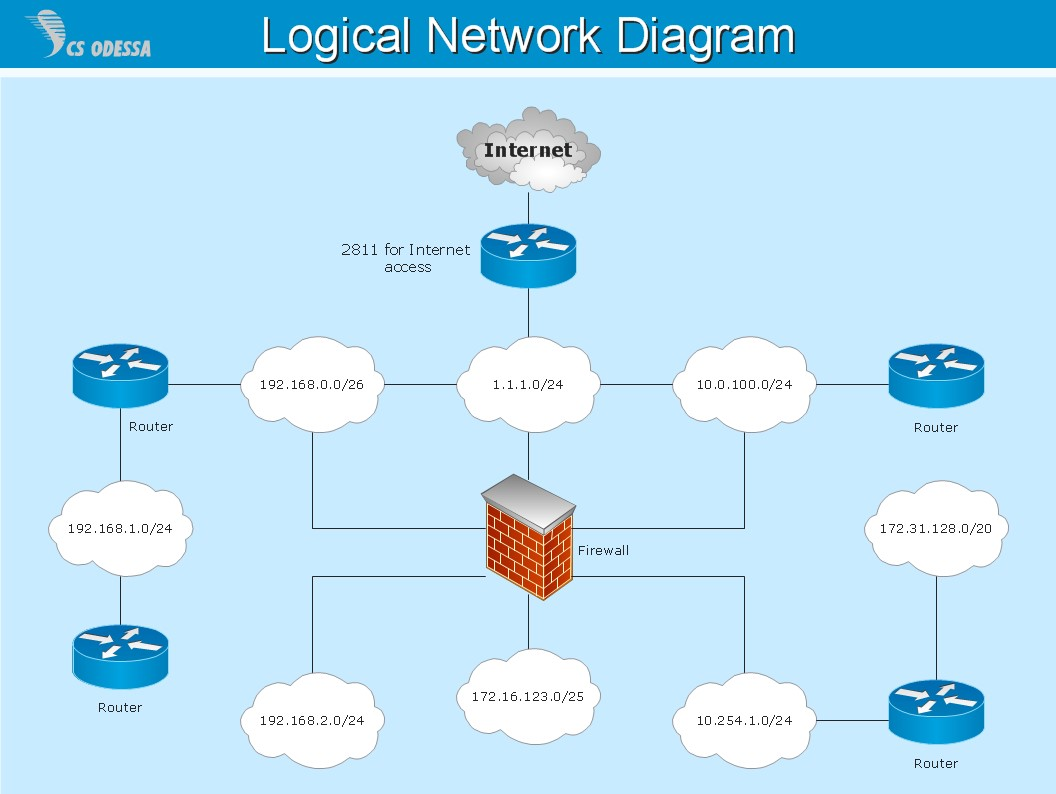 CS ODESSA
Logical Network Diagram
Internet
2811 for Internet
access
192.168.0.0/26
1.1.1.0/24
10.0.100.0/24
Router
Router
192.168.1.0/24
172.31.128.0/20
Firewall
172.16.123.0/25
Router
192.168.2.0/24
10.254.1.0/24
Router